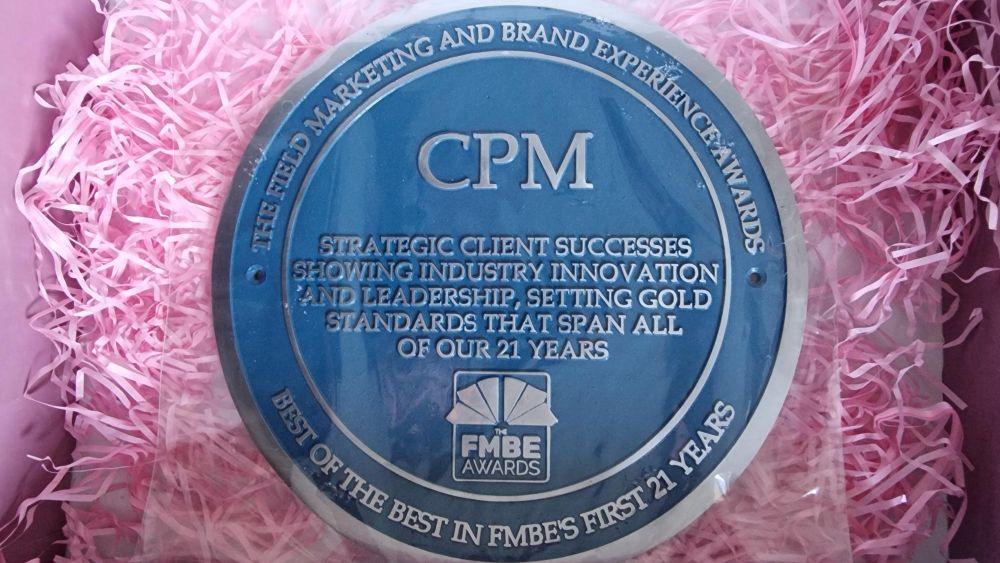 THE FIELD MARKETING AND BRAND EXPERIENCE AWARDS
CPM
STRATEGIC CLIENT SUCCESSES
SHOWING INDUSTRY INNOVATION
AND LEADERSHIP, SETTING GOLD
STANDARDS THAT SPAN ALL
OF OUR 21 YEARS
THE
FMBE
AWARDS
BEST OF THE BEST IN FMBE'S FIRST 21 YEARS